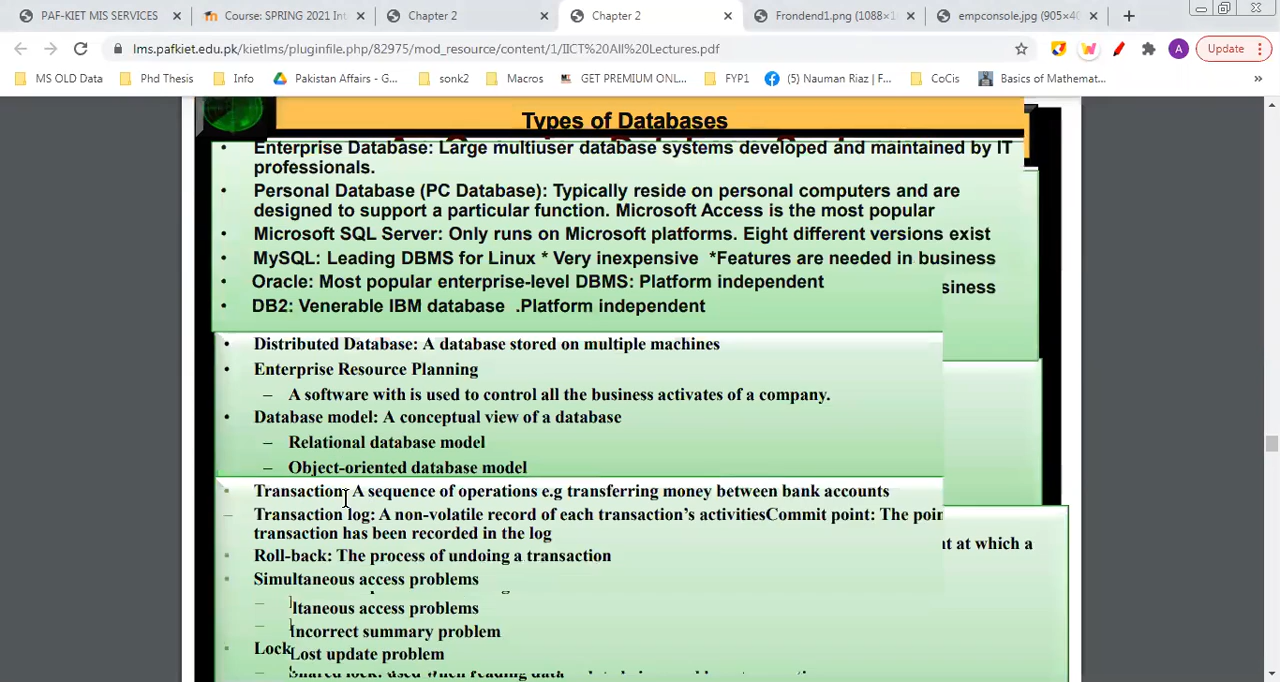 PAF-KIET MIS SERVICES
Course: SPRING 2021 Int
Chapter 2
Chapter 2
Frondend1.png (1088×1
empconsole.jpg (905×40
lms.pafkiet.edu.pk/kietlms/pluginfile.php/82975/mod_resource/content/1/IICT%20All%20Lectures.pdf
A
Update
MS OLD Data
Phd Thesis
Info
Pakistan Affairs - G...
sonk2
Macros
GET PREMIUM ONL...
FYP1
(5) Nauman Riaz | F...
CoCis
Basics of Mathemat...
»
Types of Databases
• Enterprise Database: Large multiuser database systems developed and maintained by IT
professionals.
• Personal Database (PC Database): Typically reside on personal computers and are
designed to support a particular function. Microsoft Access is the most popular
• Microsoft SQL Server: Only runs on Microsoft platforms. Eight different versions exist
• MySQL: Leading DBMS for Linux * Very inexpensive *Features are needed in business
• Oracle: Most popular enterprise-level DBMS: Platform independent
siness
• DB2: Venerable IBM database .Platform independent
• Distributed Database: A database stored on multiple machines
• Enterprise Resource Planning
– A software with is used to control all the business activates of a company.
• Database model: A conceptual view of a database
– Relational database model
– Object-oriented database model
Transaction: A sequence of operations e.g transferring money between bank accounts
– Transaction log: A non-volatile record of each transaction's activitiesCommit point: The poin
transaction has been recorded in the log
t at which a
Roll-back: The process of undoing a transaction
Simultaneous access problems
– ltaneous access problems
– Incorrect summary problem
Lock
Lost update problem
– Shared lock: used when reading data